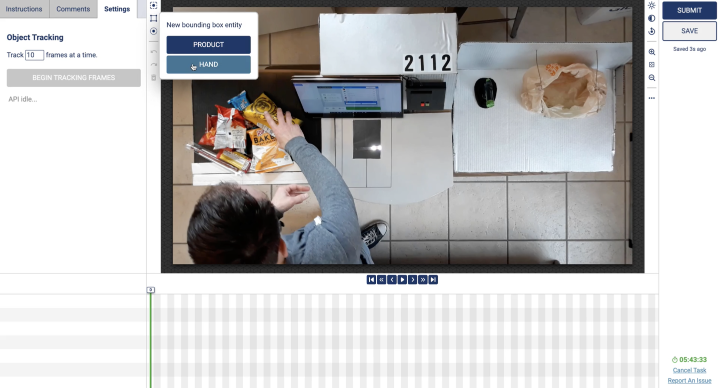 Instructions Comments Settings
Object Tracking
Track 10 frames at a time.
BEGIN TRACKING FRAMES
API idle...
New bounding box entity
PRODUCT
HAND
2112
SUBMIT
SAVE
Saved 3s ago
0
05:43:33
Cancel Task
Report An Issue